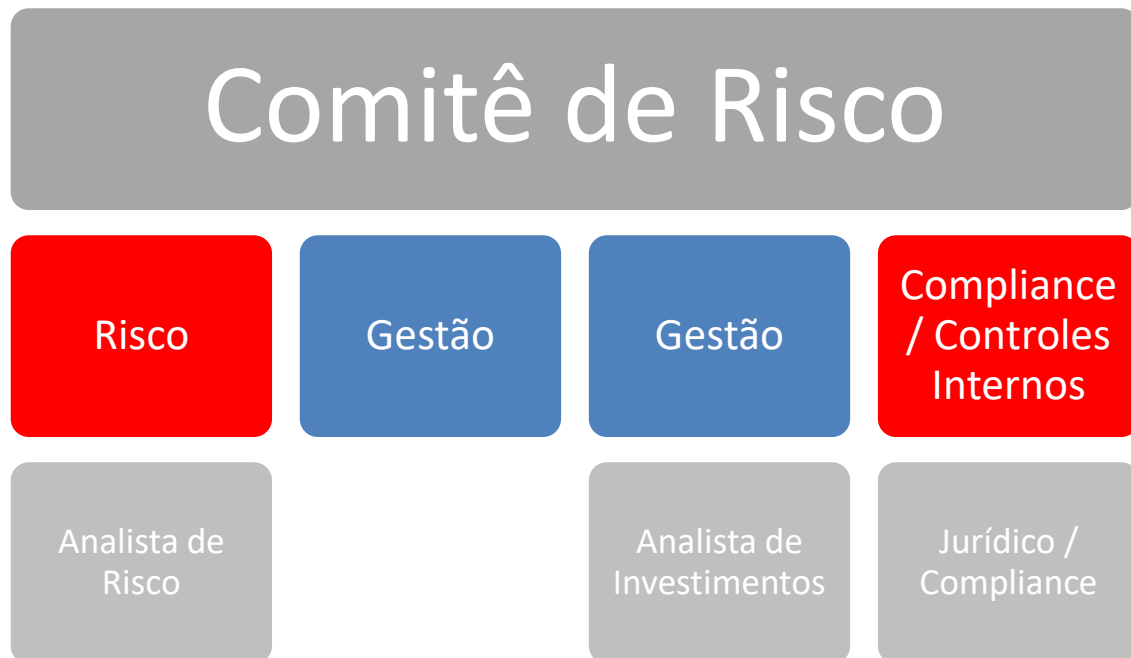 Comitê de Risco
Risco
Gestão
Gestão
Compliance
/ Controles
Internos
Analista de
Risco
Analista de
Investimentos
Jurídico /
Compliance